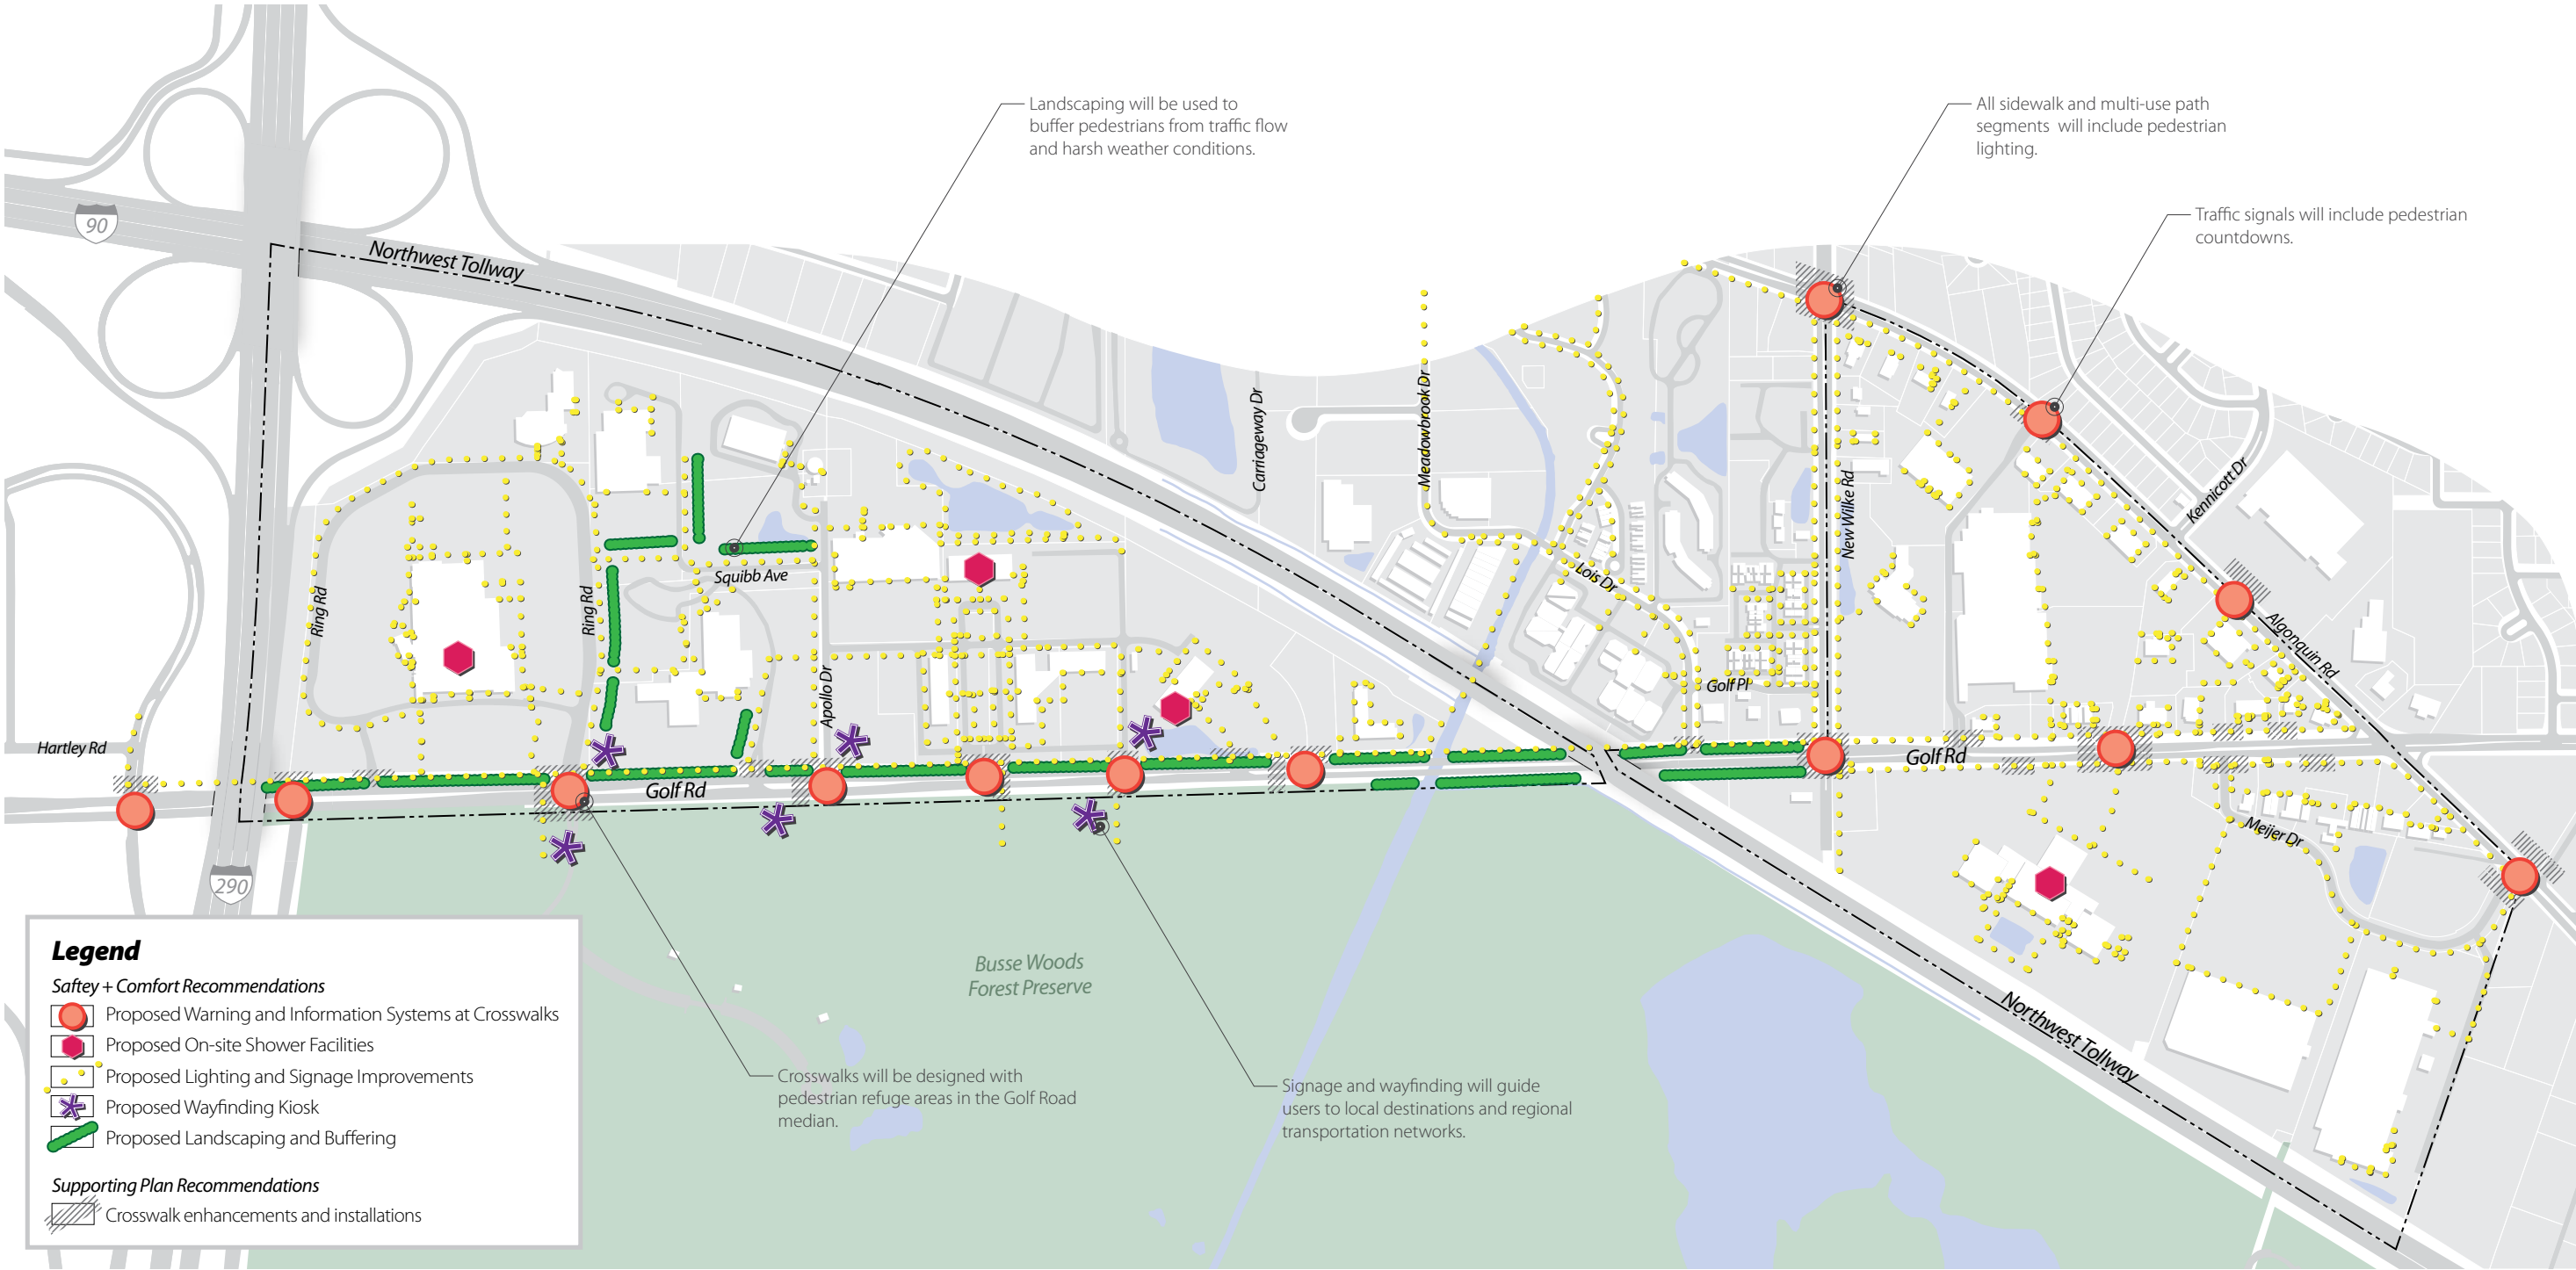 Landscaping will be used to
buffer pedestrians from traffic flow
and harsh weather conditions.
All sidewalk and multi-use path
segments will include pedestrian
lighting.
Traffic signals will include pedestrian
countdowns.
90
Northwest Tollway
Carriageway Dr
Meadowbrook Dr
New Wilke Rd
Kennicott Dr
Ring Rd
Ring Rd
Squibb Ave
Lois Dr
Algonquin Rd
Apollo Dr
Golf Pl
Hartley Rd
Golf Rd
Golf Rd
Meijer Dr
290
Busse Woods
Forest Preserve
Northwest Tollway
Crosswalks will be designed with
pedestrian refuge areas in the Golf Road
median.
Signage and wayfinding will guide
users to local destinations and regional
transportation networks.
Legend
Saftey + Comfort Recommendations
Proposed Warning and Information Systems at Crosswalks
Proposed On-site Shower Facilities
Proposed Lighting and Signage Improvements
Proposed Wayfinding Kiosk
Proposed Landscaping and Buffering
Supporting Plan Recommendations
Crosswalk enhancements and installations